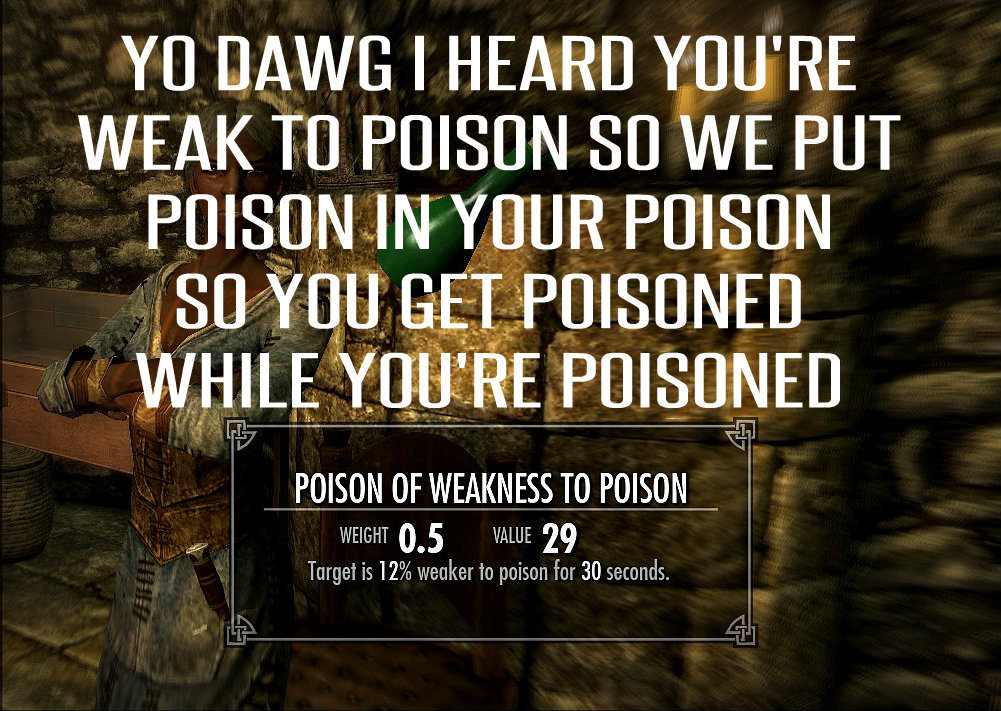 YO DAWG I HEARD YOU'RE
WEAK TO POISON SO WE PUT
POISON IN YOUR POISON
SO YOU GET POISONED
WHILE YOU'RE POISONED
POISON OF WEAKNESS TO POISON
WEIGHT 0.5 VALUE 29
Target is 12% weaker to poison for 30 seconds.